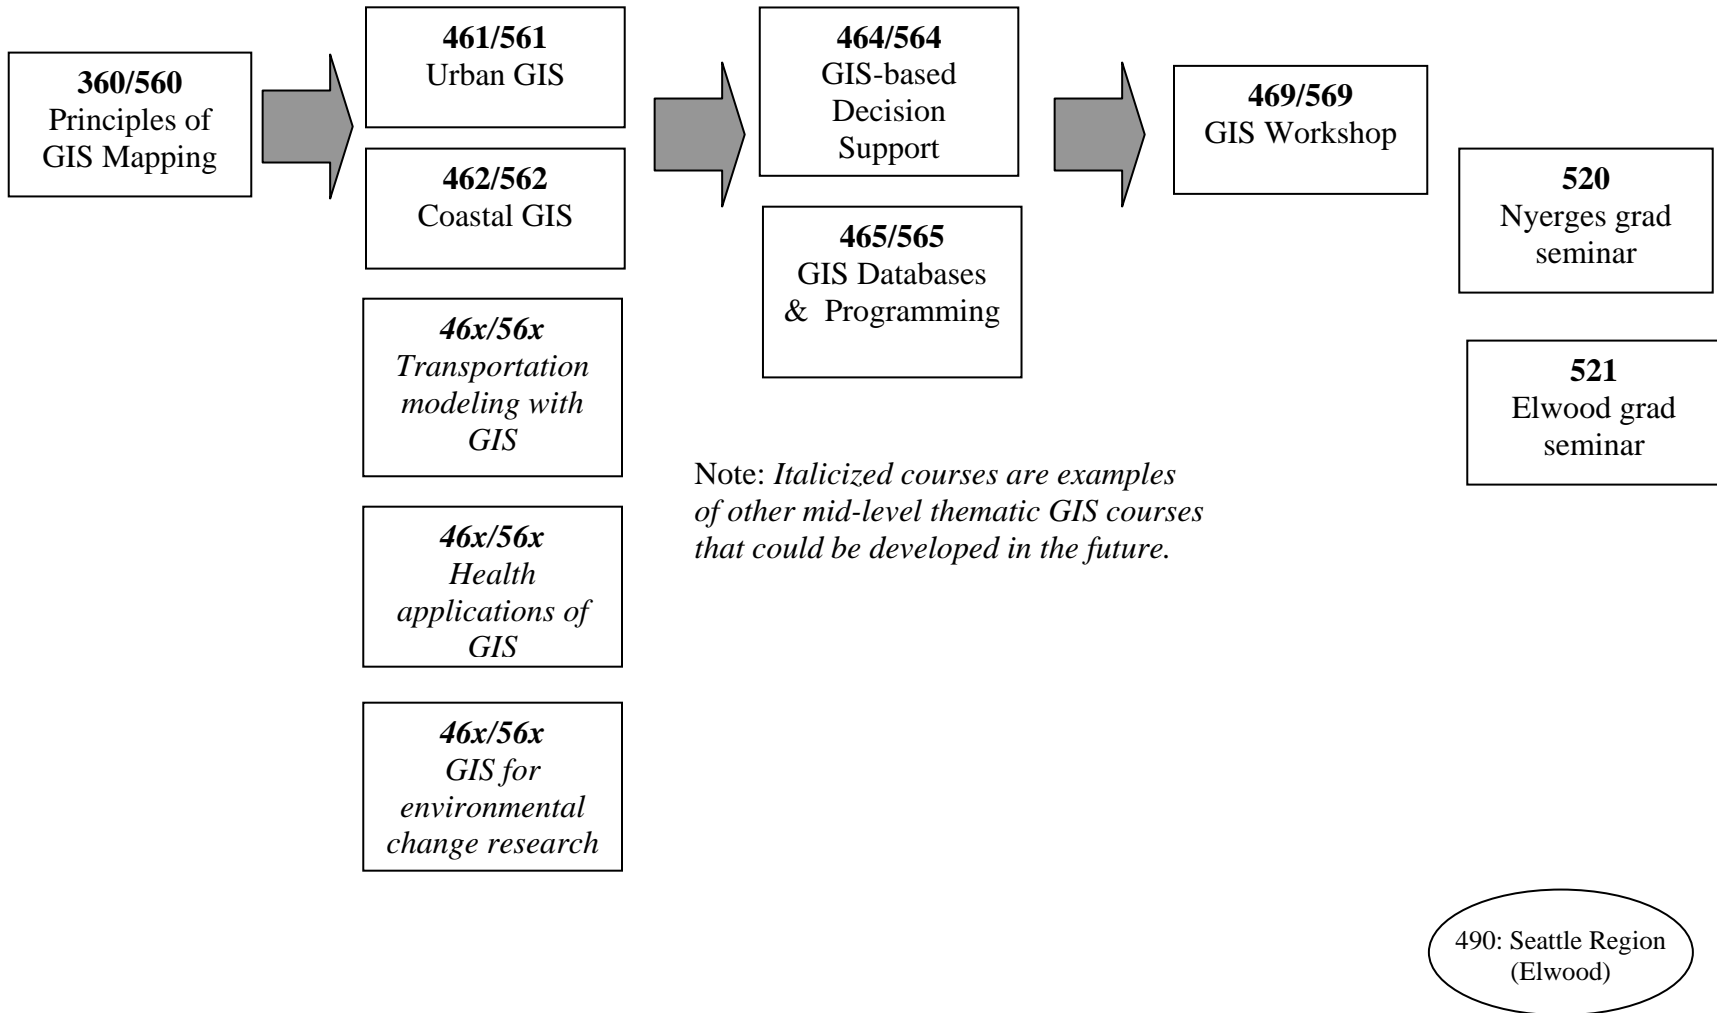 360/560
Principles of
GIS Mapping
461/561
Urban GIS
462/562
Coastal GIS
46x/56x
Transportation
modeling with
GIS
46x/56x
Health
applications of
GIS
46x/56x
GIS for
environmental
change research
464/564
GIS-based
Decision
Support
465/565
GIS Databases
& Programming
Note: Italicized courses are examples
of other mid-level thematic GIS courses
that could be developed in the future.
469/569
GIS Workshop
520
Nyerges grad
seminar
521
Elwood grad
seminar
490: Seattle Region
(Elwood)